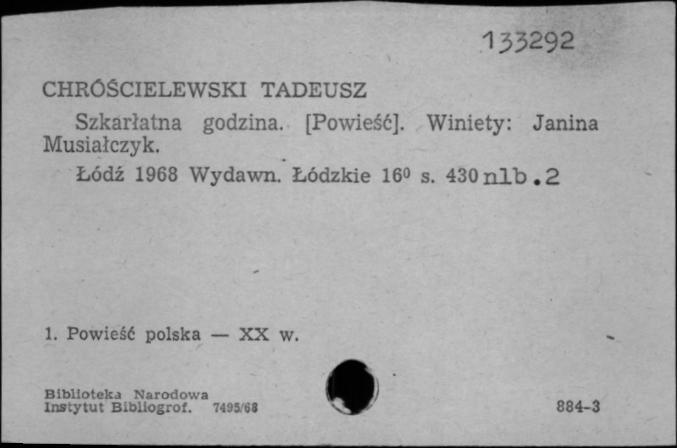 133292
CHRÓŚCIELEWSKI TADEUSZ
Szkarłatna godzina. [Powieść]. Winiety: Janina
Musiałczyk.
Łódź 1968 Wydawn. Łódzkie 16⁰ s. 430 nlb.2
1. Powieść polska — XX w.
Biblioteka Narodowa
Instytut Bibliogrof. 7495/68
884-3